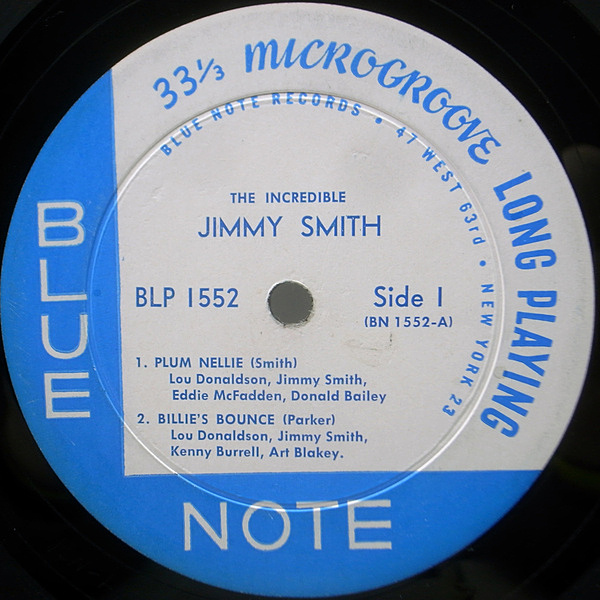 33⅓ MICROGROOVE LONG PLAYING
BLUE NOTE RECORDS • 47 WEST 63rd • NEW YORK 23
THE INCREDIBLE
JIMMY SMITH
BLUE
BLP 1552
Side 1
(BN 1552-A)
1. PLUM NELLIE (Smith)
Lou Donaldson, Jimmy Smith,
Eddie McFadden, Donald Bailey
2. BILLIE'S BOUNCE (Parker)
Lou Donaldson, Jimmy Smith,
Kenny Burrell, Art Blakey.
NOTE